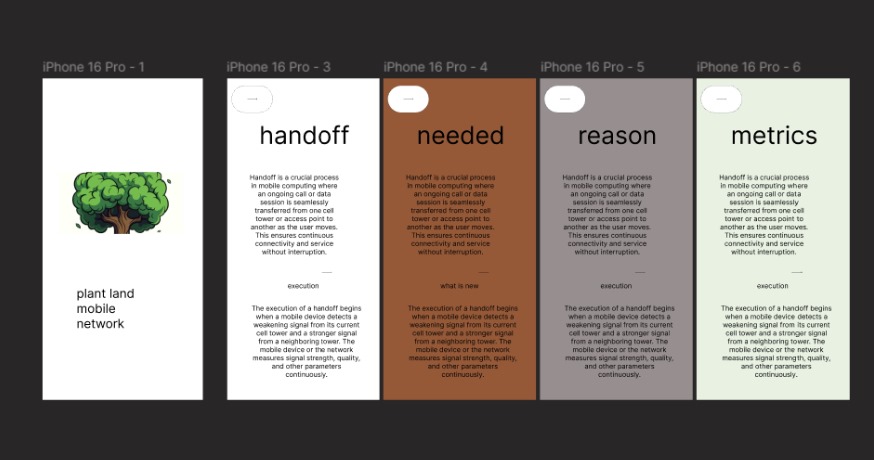 iPhone 16 Pro - 1
plant land
mobile
network
iPhone 16 Pro - 3
handoff
Handoff is a crucial process
in mobile computing where
an ongoing call or data
session is seamlessly
transferred from one cell
tower or access point to
another as the user moves.
This ensures continuous
connectivity and service
without interruption.
execution
The execution of a handoff begins
when a mobile device detects a
weakening signal from its current
cell tower and a stronger signal
from a neighboring tower. The
mobile device or the network
measures signal strength, quality,
and other parameters
continuously.
iPhone 16 Pro - 4
needed
Handoff is a crucial process
in mobile computing where
an ongoing call or data
session is seamlessly
transferred from one cell
tower or access point to
another as the user moves.
This ensures continuous
connectivity and service
without interruption.
what is new
The execution of a handoff begins
when a mobile device detects a
weakening signal from its current
cell tower and a stronger signal
from a neighboring tower. The
mobile device or the network
measures signal strength, quality,
and other parameters
continuously.
iPhone 16 Pro - 5
reason
Handoff is a crucial process
in mobile computing where
an ongoing call or data
session is seamlessly
transferred from one cell
tower or access point to
another as the user moves.
This ensures continuous
connectivity and service
without interruption.
execution
The execution of a handoff begins
when a mobile device detects a
weakening signal from its current
cell tower and a stronger signal
from a neighboring tower. The
mobile device or the network
measures signal strength, quality,
and other parameters
continuously.
iPhone 16 Pro - 6
metrics
Handoff is a crucial process
in mobile computing where
an ongoing call or data
session is seamlessly
transferred from one cell
tower or access point to
another as the user moves.
This ensures continuous
connectivity and service
without interruption.
execution
The execution of a handoff begins
when a mobile device detects a
weakening signal from its current
cell tower and a stronger signal
from a neighboring tower. The
mobile device or the network
measures signal strength, quality,
and other parameters
continuously.